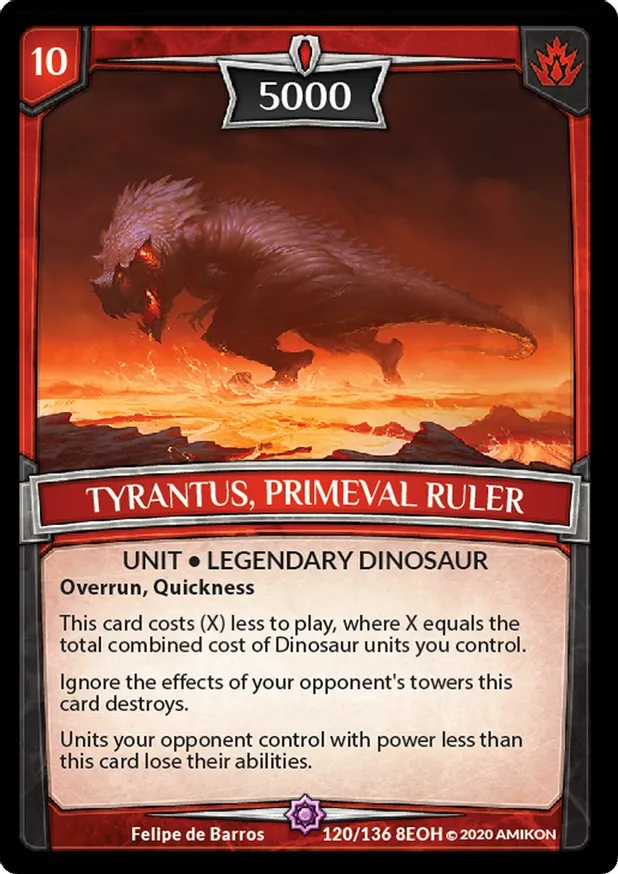 10
5000
TYRANTUS, PRIMEVAL RULER
UNIT • LEGENDARY DINOSAUR
Overrun, Quickness
This card costs (X) less to play, where X equals the
total combined cost of Dinosaur units you control.
Ignore the effects of your opponent's towers this
card destroys.
Units your opponent control with power less than
this card lose their abilities.
Felipe de Barros 120/136 8EOH © 2020 AMIKON